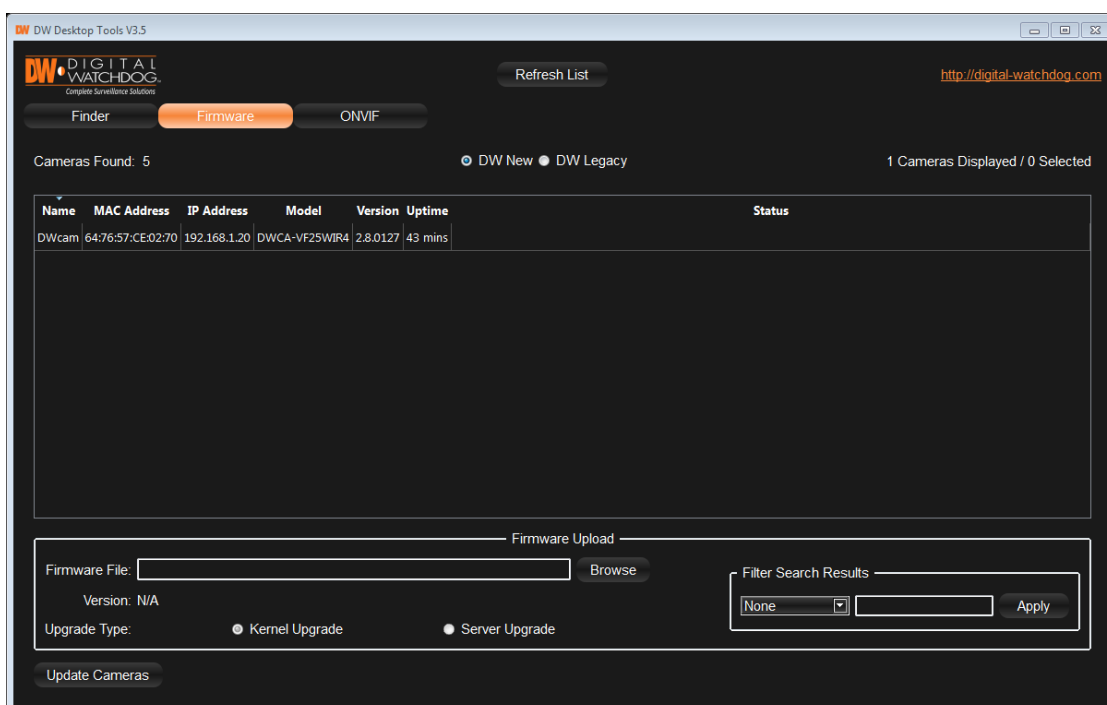 DW DW Desktop Tools V3.5
DW DIGITAL
WATCHDOG
Complete Surveillance Solutions
Refresh List
http://digital-watchdog.com
Finder Firmware ONVIF
Cameras Found: 5
DW New DW Legacy
1 Cameras Displayed / 0 Selected
Name MAC Address IP Address Model Version Uptime Status
DWcam 64:76:57:CE:02:70 192.168.1.20 DWCA-VF25WIR4 2.8.0127 43 mins
Firmware Upload
Firmware File: Browse
Version: N/A
Upgrade Type: Kernel Upgrade Server Upgrade
Filter Search Results
None Apply
Update Cameras